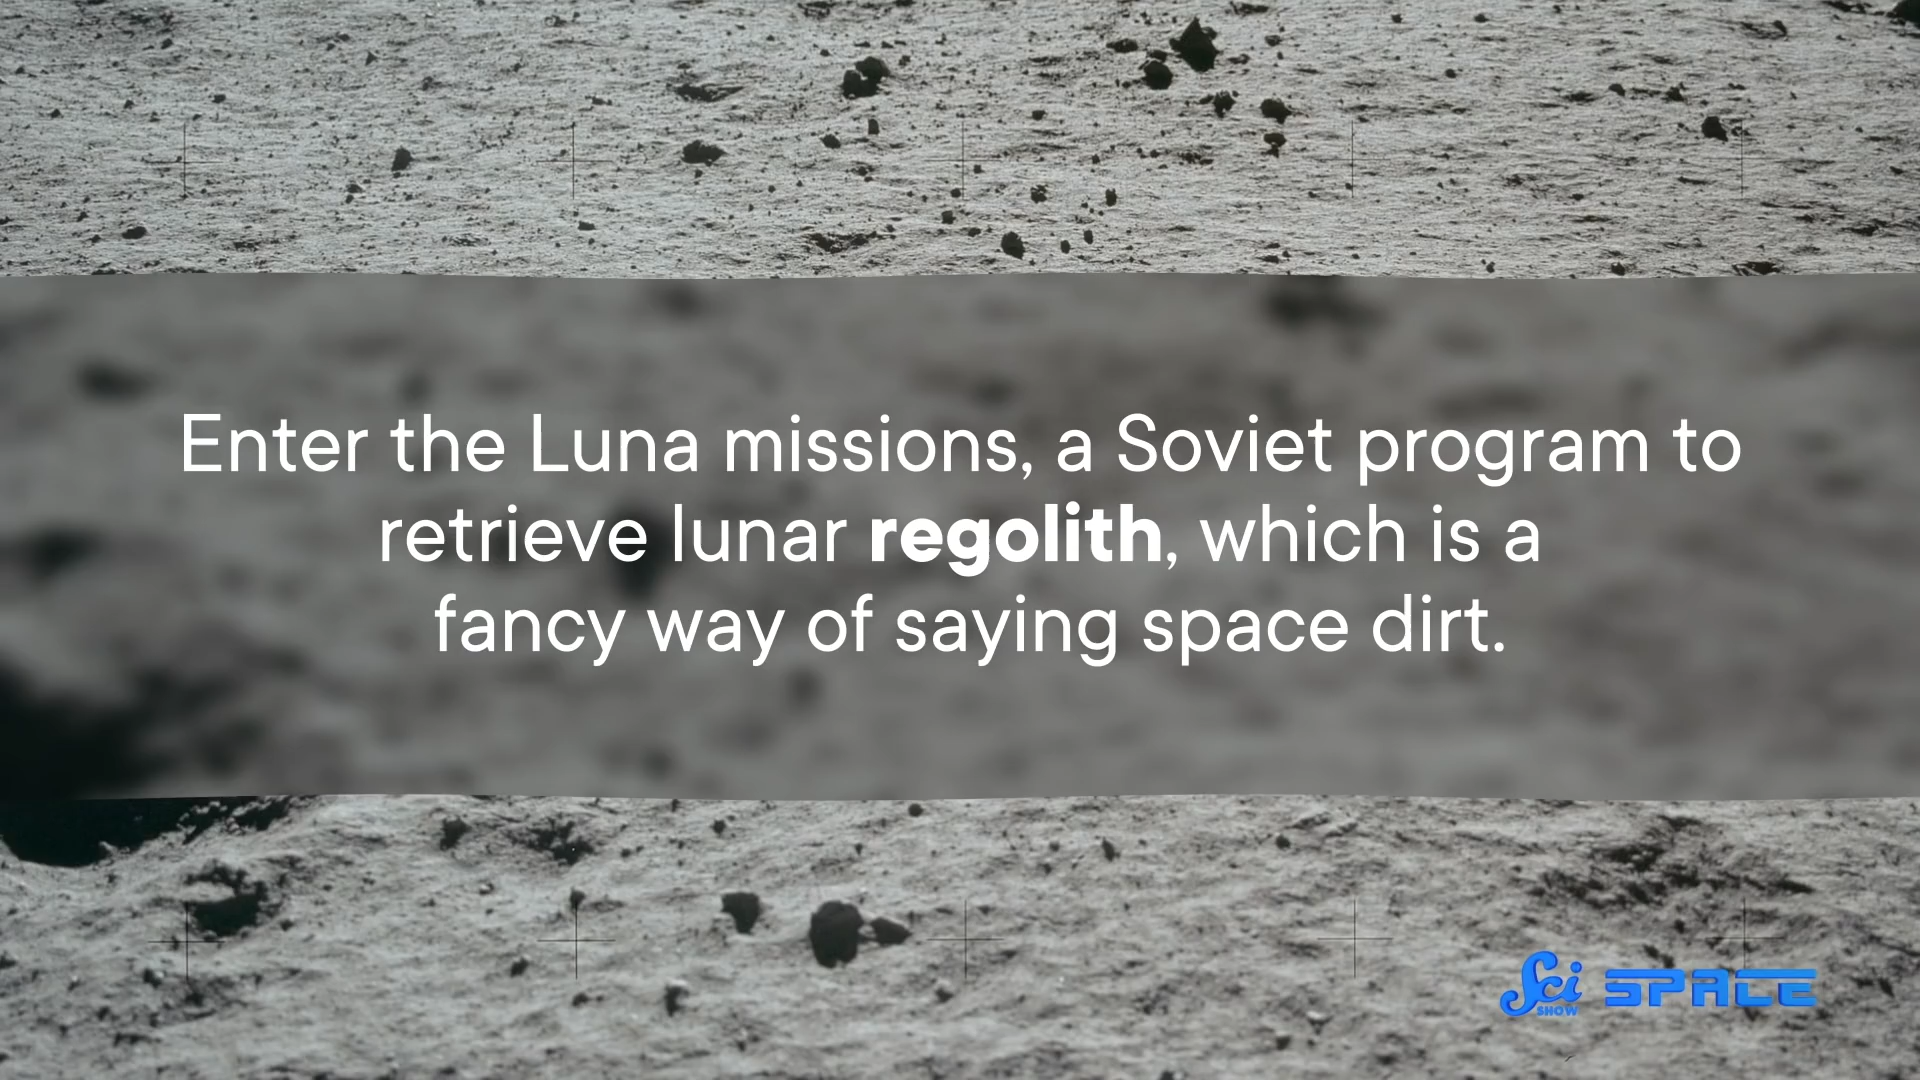 Enter the Luna missions, a Soviet program to
retrieve lunar regolith, which is a
fancy way of saying space dirt.
Sci SHOW SPACE